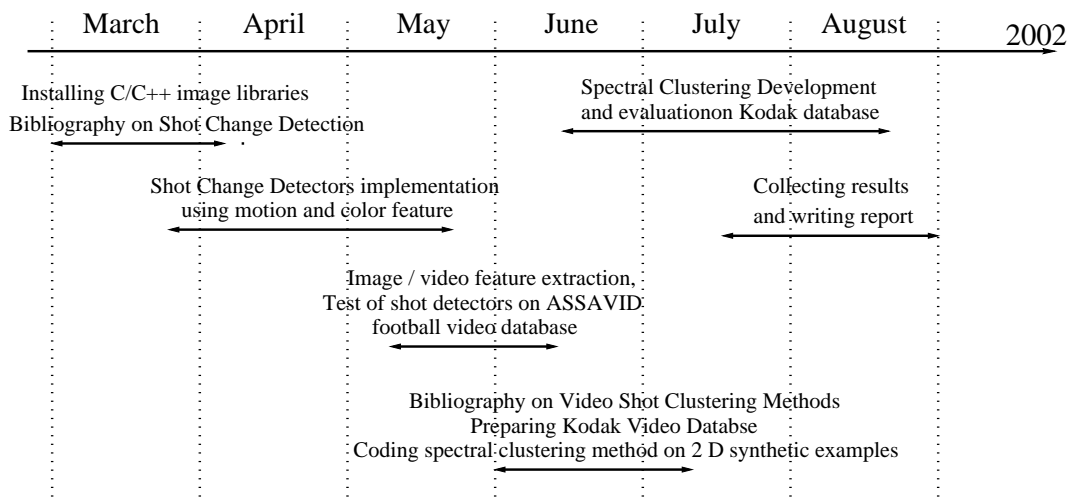 March April May June July August 2002
Installing C/C++ image libraries
Bibliography on Shot Change Detection
Spectral Clustering Development
and evaluationon Kodak database
Shot Change Detectors implementation
using motion and color feature
Collecting results
and writing report
Image / video feature extraction,
Test of shot detectors on ASSAVID
football video database
Bibliography on Video Shot Clustering Methods
Preparing Kodak Video Databse
Coding spectral clustering method on 2 D synthetic examples